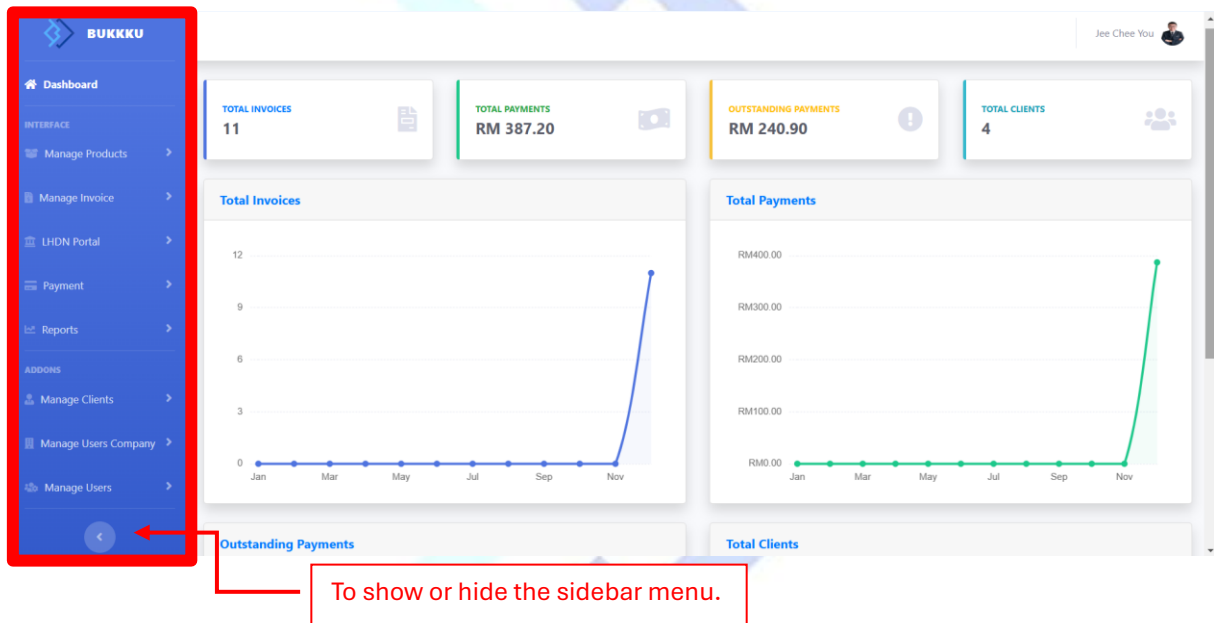 BUKKKU
Jee Chee You
Dashboard
INTERFACE
Manage Products
Manage Invoice
LHDN Portal
Payment
Reports
ADDONS
Manage Clients
Manage Users Company
Manage Users
TOTAL INVOICES
11
TOTAL PAYMENTS
RM 387.20
OUTSTANDING PAYMENTS
RM 240.90
TOTAL CLIENTS
4
Total Invoices
12
9
6
3
0
Jan Mar May Jul Sep Nov
Total Payments
RM400.00
RM300.00
RM200.00
RM100.00
RM0.00
Jan Mar May Jul Sep Nov
Outstanding Payments
Total Clients
To show or hide the sidebar menu.